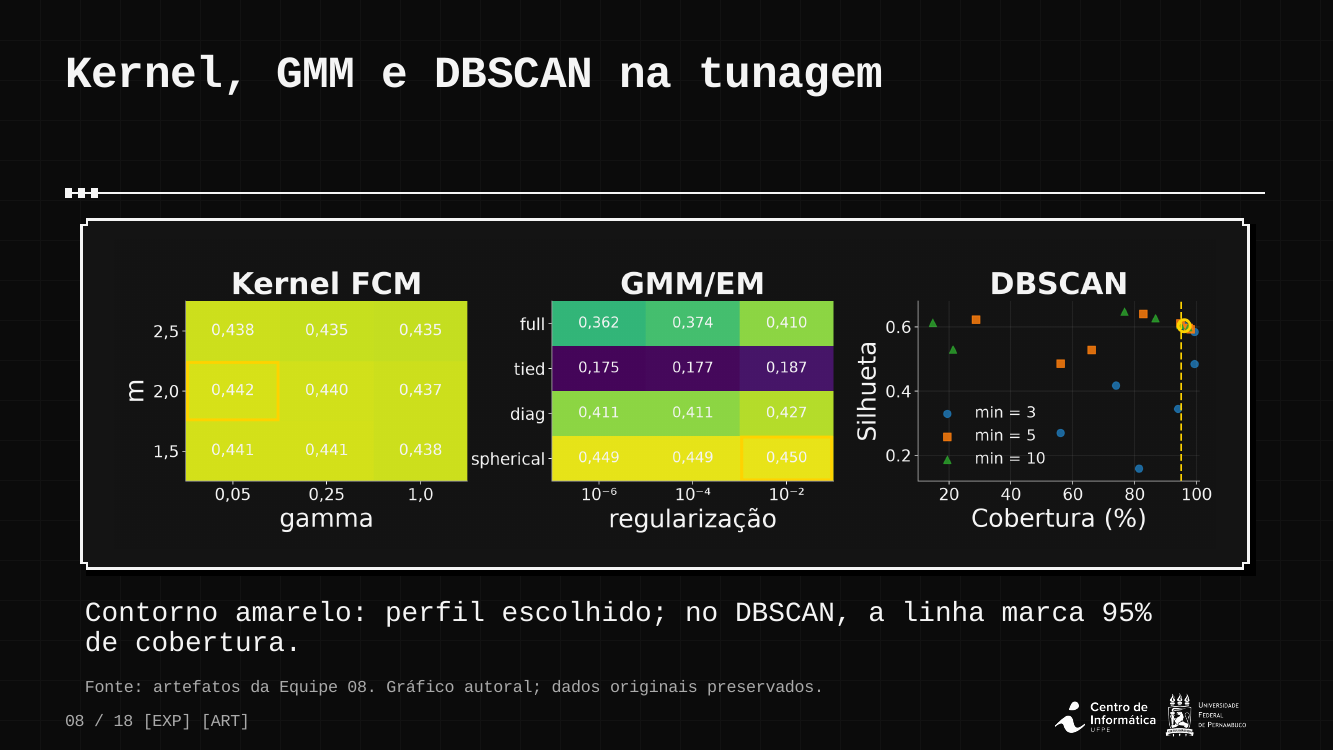 Kernel, GMM e DBSCAN na tunagem
Kernel FCM
m
2,5
0,438 0,435 0,435
2,0
0,442 0,440 0,437
1,5
0,441 0,441 0,438
0,05 0,25 1,0
gamma
GMM/EM
full 0,362 0,374 0,410
tied 0,175 0,177 0,187
diag 0,411 0,411 0,427
spherical 0,449 0,449 0,450
10⁻⁶ 10⁻⁴ 10⁻²
regularização
DBSCAN
Silhueta
0.6
0.4
0.2
min = 3
min = 5
min = 10
20 40 60 80 100
Cobertura (%)
Contorno amarelo: perfil escolhido; no DBSCAN, a linha marca 95%
de cobertura.
Fonte: artefatos da Equipe 08. Gráfico autoral; dados originais preservados.
08 / 18 [EXP] [ART]
Centro de
Informática
UFPE
Universidade
Federal
de Pernambuco